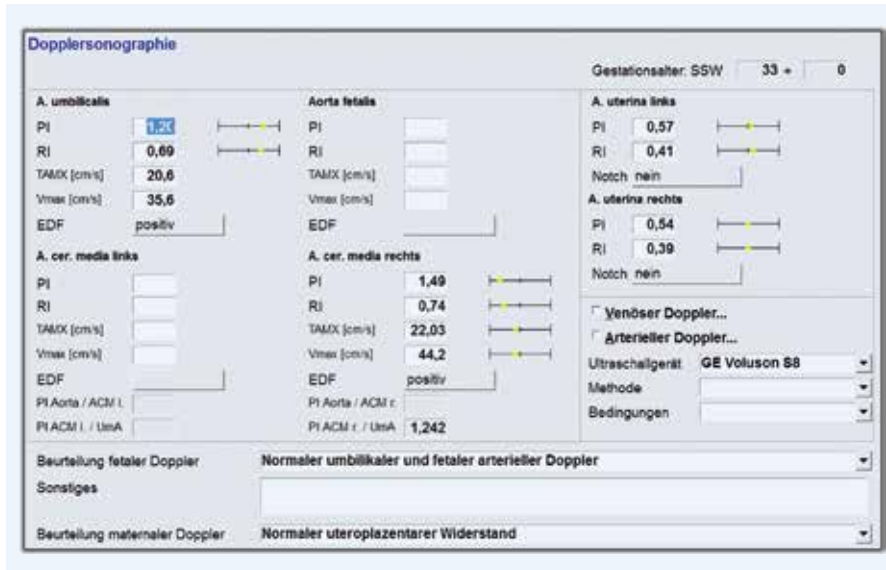 Dopplersonographie
Gestationsalter: SSW 33 + 0
A. umbilicalis
PI 1,20
RI 0,69
TAMX [cm/s] 20,6
Vmax [cm/s] 35,6
EDF positiv
Aorta fetalis
PI
RI
TAMX [cm/s]
Vmax [cm/s]
EDF
A. uterina links
PI 0,57
RI 0,41
Notch nein
A. uterina rechts
PI 0,54
RI 0,39
Notch nein
A. cer. media links
PI
RI
TAMX [cm/s]
Vmax [cm/s]
EDF
PI Aorta / ACM l.
PI ACM l. / UmA
A. cer. media rechts
PI 1,49
RI 0,74
TAMX [cm/s] 22,03
Vmax [cm/s] 44,2
EDF positiv
PI Aorta / ACM r.
PI ACM r. / UmA 1,242
Venöser Doppler...
Arterieller Doppler...
Ultraschallgerät GE Voluson S8
Methode
Bedingungen
Beurteilung fetaler Doppler Normaler umbilikaler und fetaler arterieller Doppler
Sonstiges
Beurteilung maternaler Doppler Normaler uteroplazentarer Widerstand